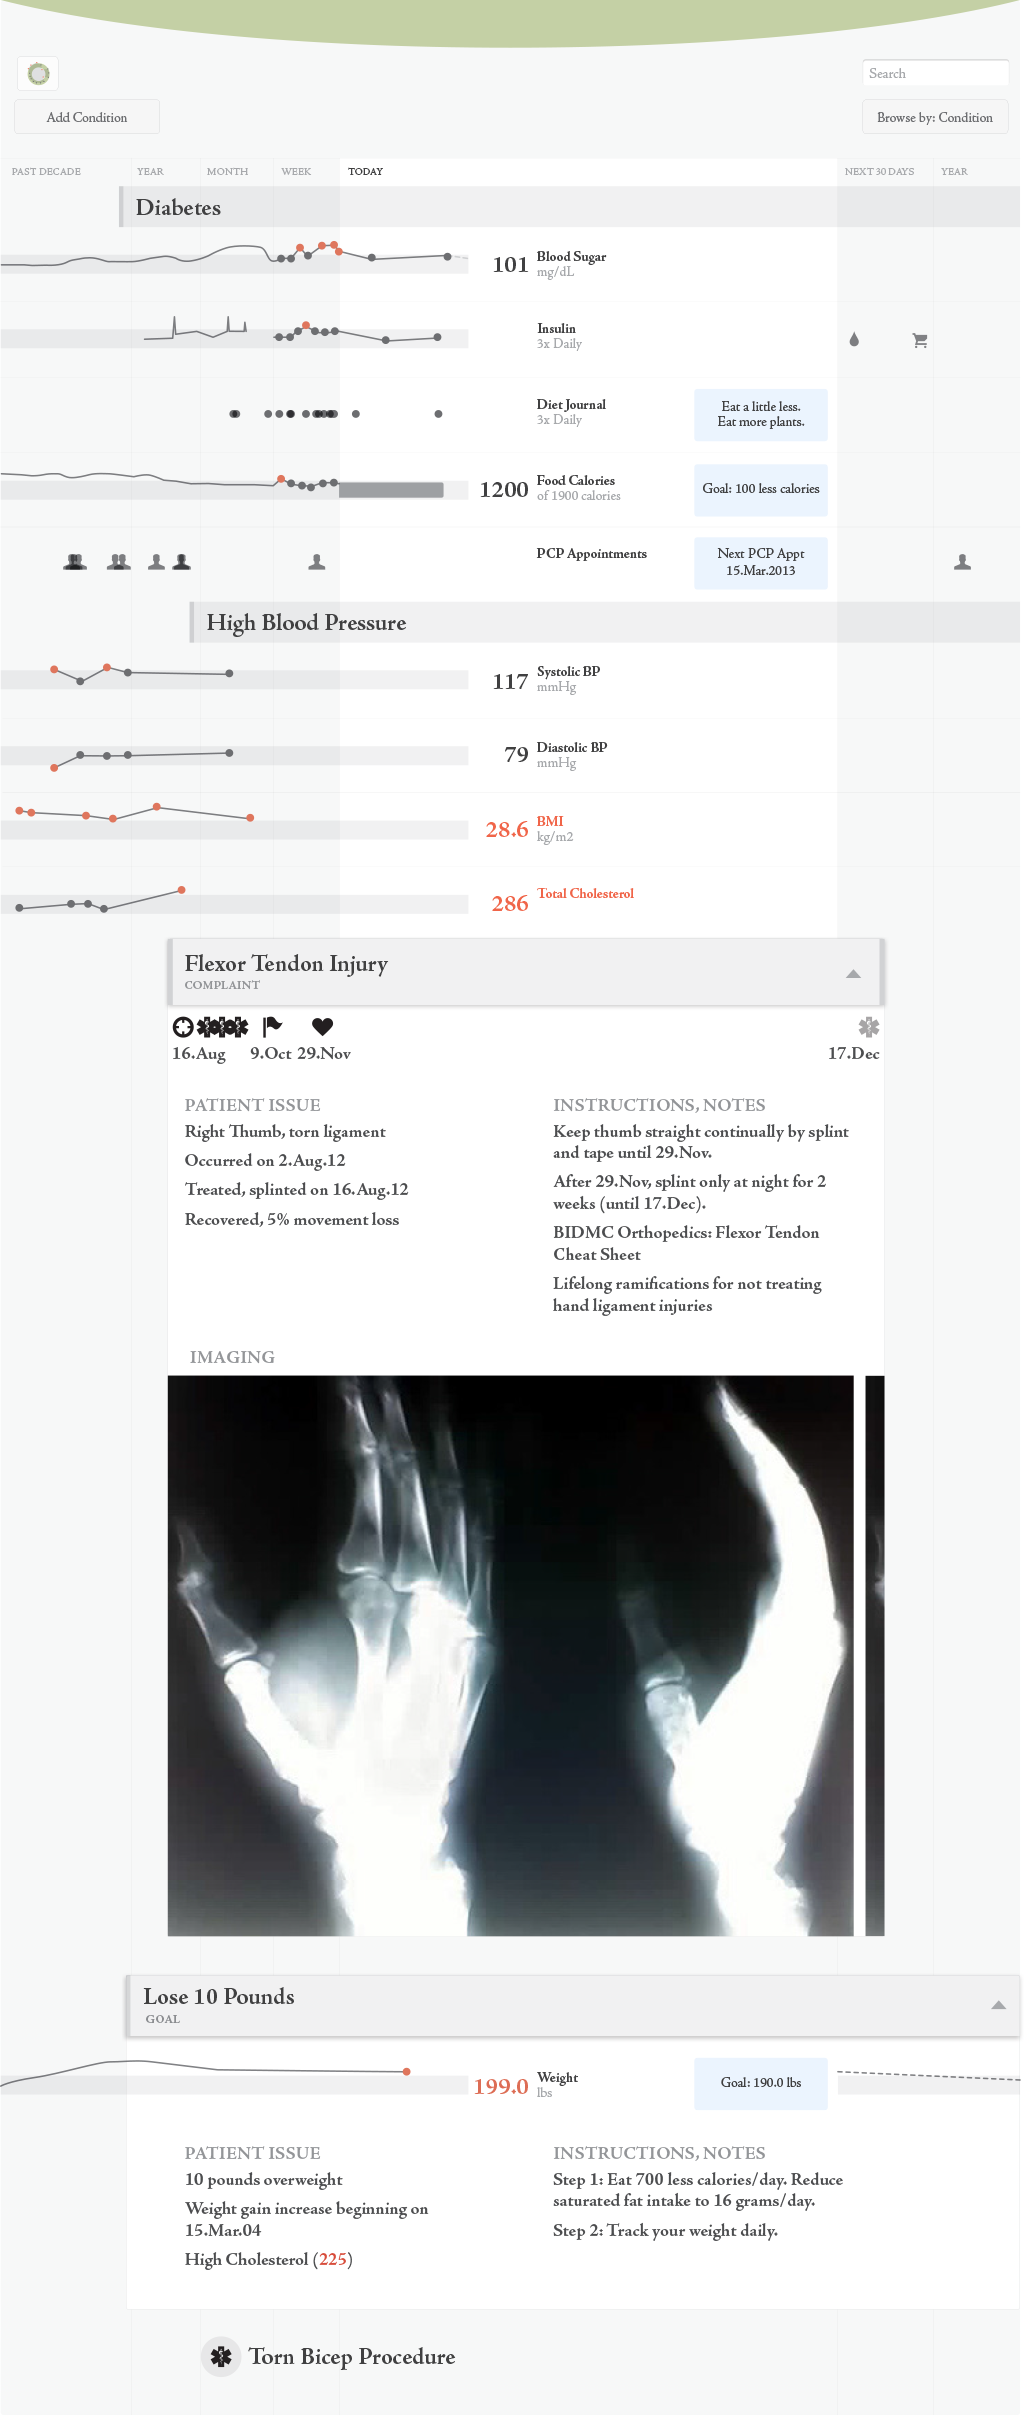 Search
Add Condition
Browse by: Condition
PAST DECADE
YEAR
MONTH
WEEK
TODAY
NEXT 30 DAYS
YEAR
Diabetes
101
Blood Sugar
mg/dL
Insulin
3x Daily
Diet Journal
3x Daily
Eat a little less.
Eat more plants.
1200
Food Calories
of 1900 calories
Goal: 100 less calories
PCP Appointments
Next PCP Appt
15.Mar.2013
High Blood Pressure
117
Systolic BP
mmHg
79
Diastolic BP
mmHg
28.6
BMI
kg/m2
286
Total Cholesterol
Flexor Tendon Injury
COMPLAINT
16.Aug
9.Oct
29.Nov
17.Dec
PATIENT ISSUE
Right Thumb, torn ligament
Occurred on 2.Aug.12
Treated, splinted on 16.Aug.12
Recovered, 5% movement loss
INSTRUCTIONS, NOTES
Keep thumb straight continually by splint
and tape until 29.Nov.
After 29.Nov, splint only at night for 2
weeks (until 17.Dec).
BIDMC Orthopedics: Flexor Tendon
Cheat Sheet
Lifelong ramifications for not treating
hand ligament injuries
IMAGING
Lose 10 Pounds
GOAL
199.0
Weight
lbs
Goal: 190.0 lbs
PATIENT ISSUE
10 pounds overweight
Weight gain increase beginning on
15.Mar.04
High Cholesterol (225)
INSTRUCTIONS, NOTES
Step 1: Eat 700 less calories/day. Reduce
saturated fat intake to 16 grams/day.
Step 2: Track your weight daily.
Torn Bicep Procedure